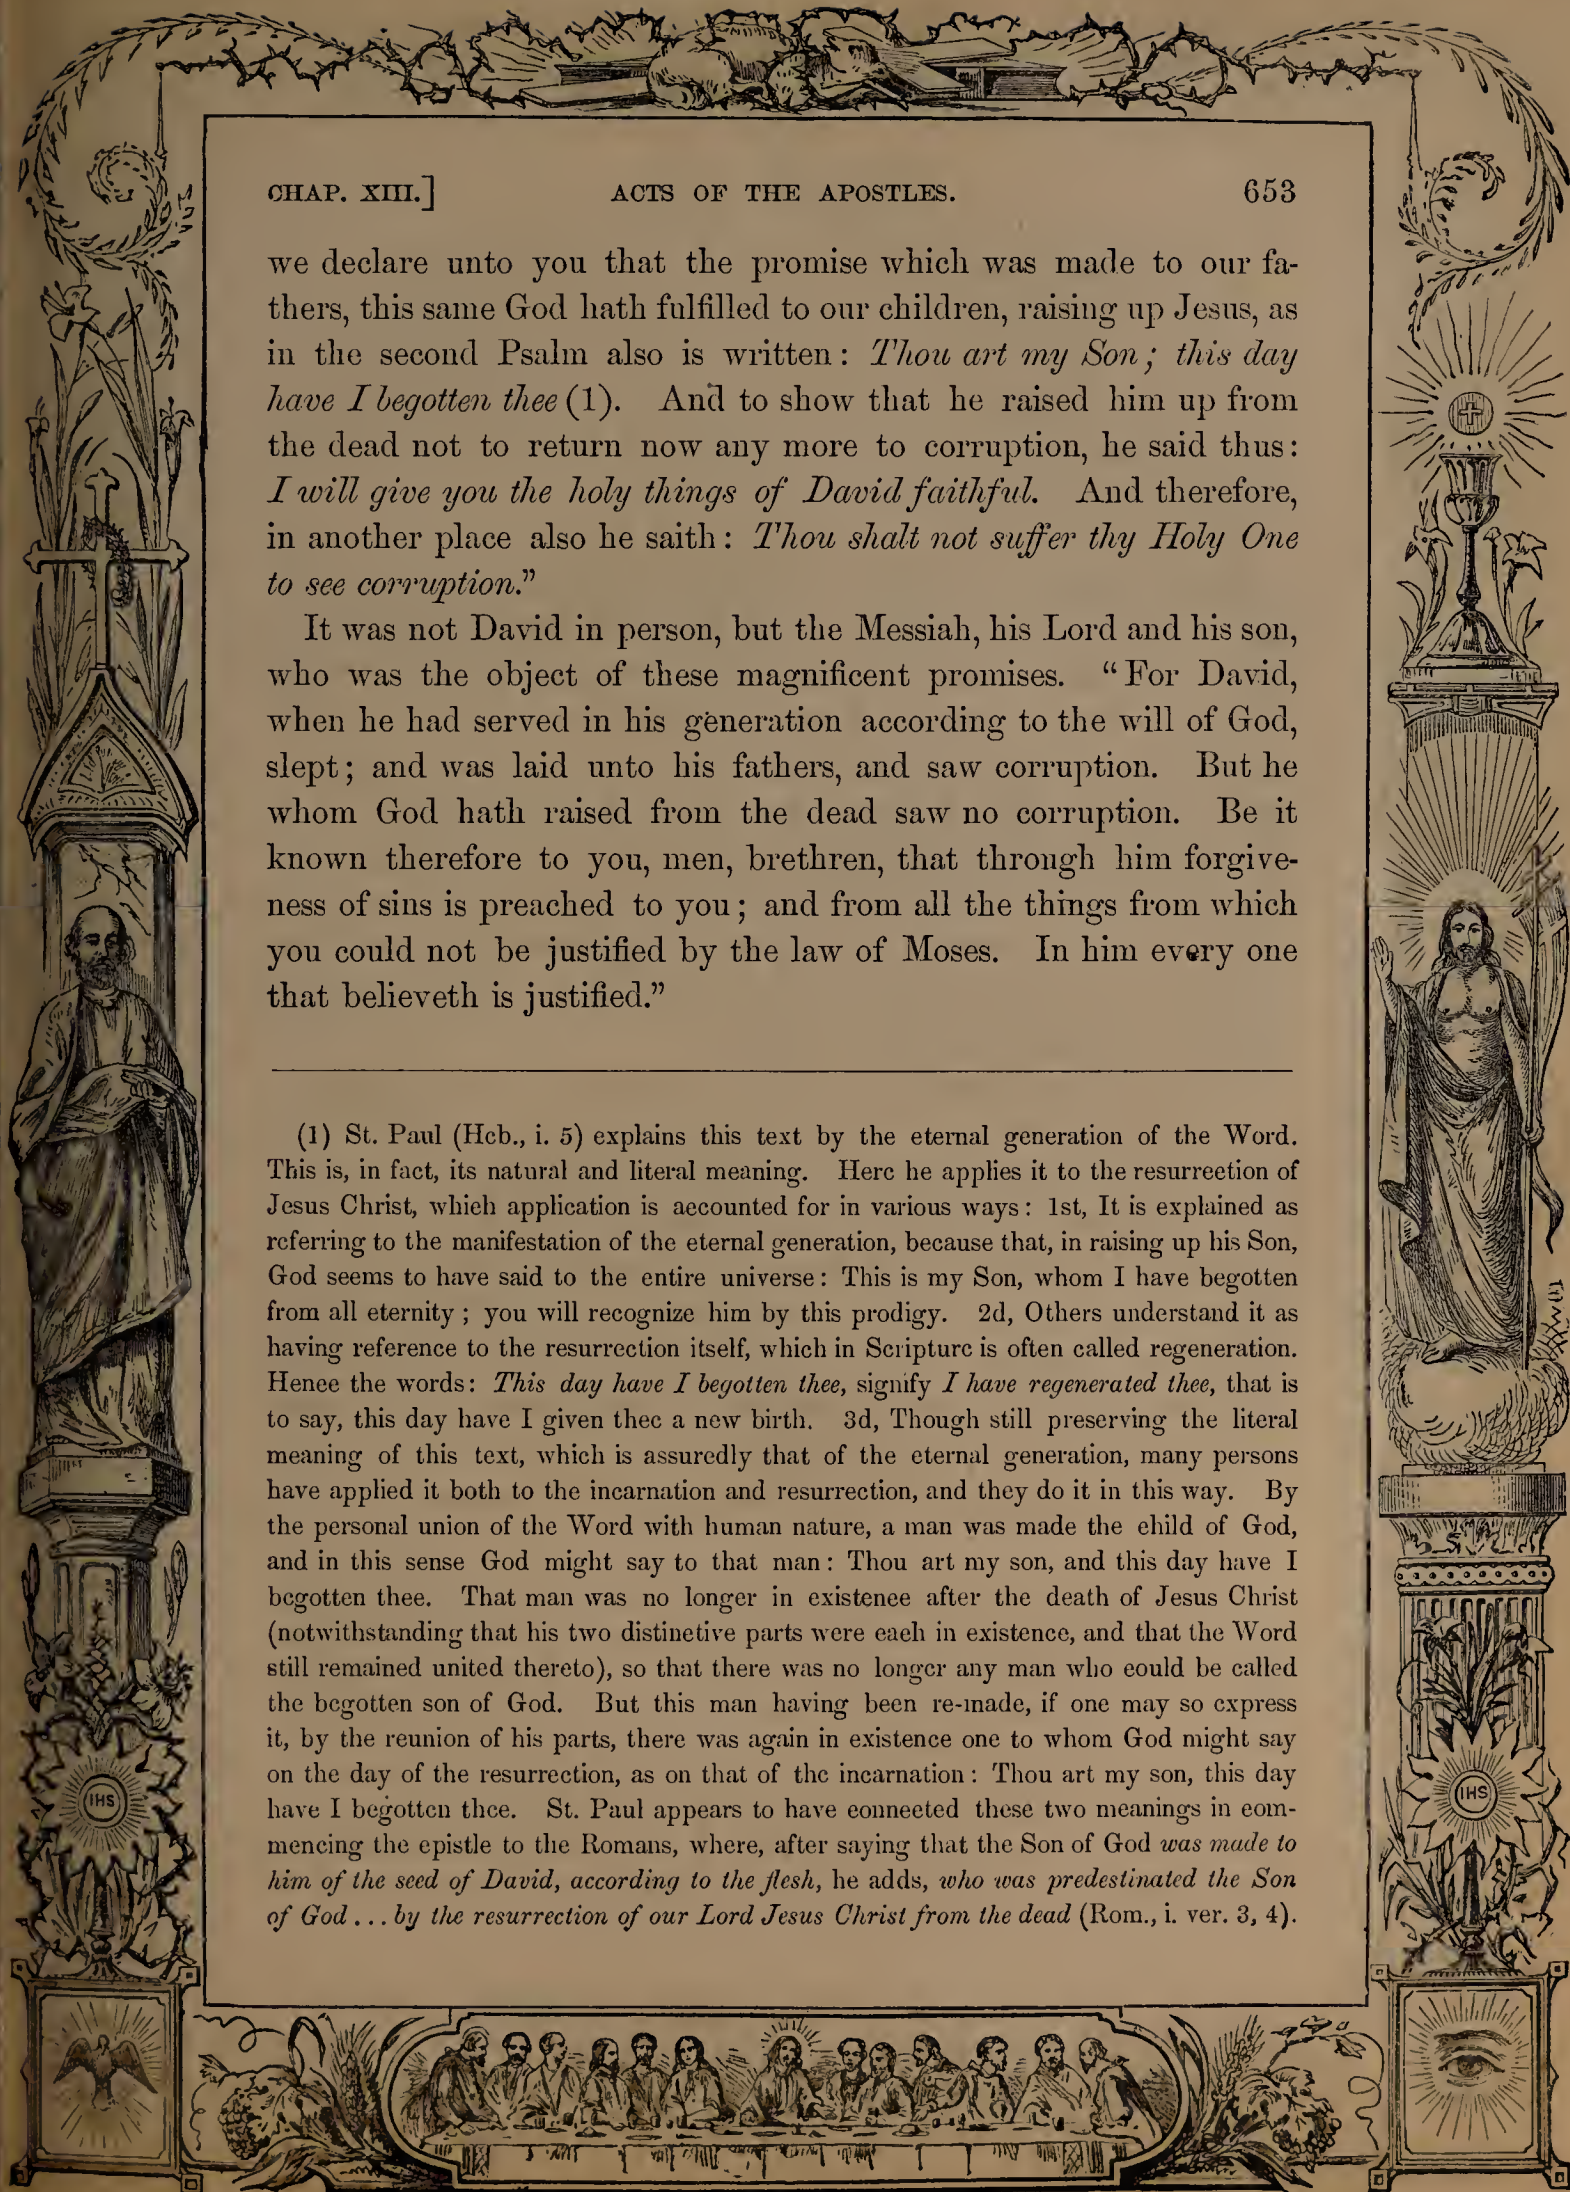 CHAP. XIII.] ACTS OF THE APOSTLES. 653
we declare unto you that the promise which was made to our fa-
thers, this same God hath fulfilled to our children, raising up Jesus, as
in the second Psalm also is written: Thou art my Son; this day
have I begotten thee (1). And to show that he raised him up from
the dead not to return now any more to corruption, he said thus:
I will give you the holy things of David faithful. And therefore,
in another place also he saith: Thou shalt not suffer thy Holy One
to see corruption.”
It was not David in person, but the Messiah, his Lord and his son,
who was the object of these magnificent promises. “For David,
when he had served in his generation according to the will of God,
slept; and was laid unto his fathers, and saw corruption. But he
whom God hath raised from the dead saw no corruption. Be it
known therefore to you, men, brethren, that through him forgive-
ness of sins is preached to you; and from all the things from which
you could not be justified by the law of Moses. In him every one
that believeth is justified.”
(1) St. Paul (Heb., i. 5) explains this text by the eternal generation of the Word.
This is, in fact, its natural and literal meaning. Here he applies it to the resurrection of
Jesus Christ, which application is accounted for in various ways: 1st, It is explained as
referring to the manifestation of the eternal generation, because that, in raising up his Son,
God seems to have said to the entire universe: This is my Son, whom I have begotten
from all eternity; you will recognize him by this prodigy. 2d, Others understand it as
having reference to the resurrection itself, which in Scripture is often called regeneration.
Hence the words: This day have I begotten thee, signify I have regenerated thee, that is
to say, this day have I given thee a new birth. 3d, Though still preserving the literal
meaning of this text, which is assuredly that of the eternal generation, many persons
have applied it both to the incarnation and resurrection, and they do it in this way. By
the personal union of the Word with human nature, a man was made the child of God,
and in this sense God might say to that man: Thou art my son, and this day have I
begotten thee. That man was no longer in existence after the death of Jesus Christ
(notwithstanding that his two distinctive parts were each in existence, and that the Word
still remained united thereto), so that there was no longer any man who could be called
the begotten son of God. But this man having been re-made, if one may so express
it, by the reunion of his parts, there was again in existence one to whom God might say
on the day of the resurrection, as on that of the incarnation: Thou art my son, this day
have I begotten thee. St. Paul appears to have connected these two meanings in com-
mencing the epistle to the Romans, where, after saying that the Son of God was made to
him of the seed of David, according to the flesh, he adds, who was predestinated the Son
of God ... by the resurrection of our Lord Jesus Christ from the dead (Rom., i. ver. 3, 4).
IHS
IHS